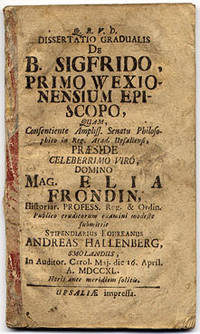 D. B. V. D.
DISSERTATIO GRADUALIS
DE
B. SIGFRIDO,
PRIMO WEXIO-
NENSIUM EPI-
SCOPO,
QUAM,
Consentiente Ampliss. Senatu Philoso-
phico in Reg. Acad. Upsaliensi,
PRÆSIDE
CELEBERRIMO VIRO,
DOMINO
MAG. ELIA
FRONDIN,
Historiar. PROFESS. Reg. & Ordin.
Publico eruditorum examini modeste
submittit
STIPENDIARIUS
ANDREAS HALLENBERG,
SMOLANDUS,
In Auditor. Carol. Maj. die 16. April.
A. MDCCXL.
Horis ante meridiem solitis.
UPSALIÆ impressa.